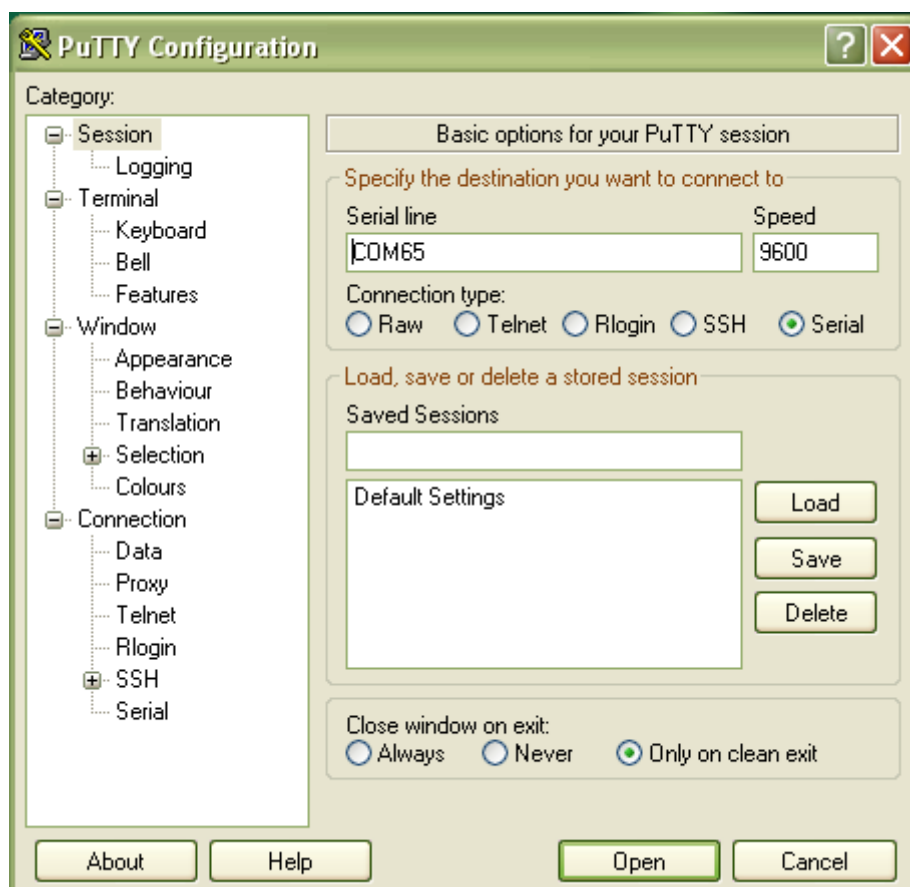 PuTTY Configuration
Category:
Session
Logging
Terminal
Keyboard
Bell
Features
Window
Appearance
Behaviour
Translation
Selection
Colours
Connection
Data
Proxy
Telnet
Rlogin
SSH
Serial
Basic options for your PuTTY session
Specify the destination you want to connect to
Serial line Speed
COM65 9600
Connection type:
Raw Telnet Rlogin SSH Serial
Load, save or delete a stored session
Saved Sessions
Default Settings
Load
Save
Delete
Close window on exit:
Always Never Only on clean exit
About Help Open Cancel